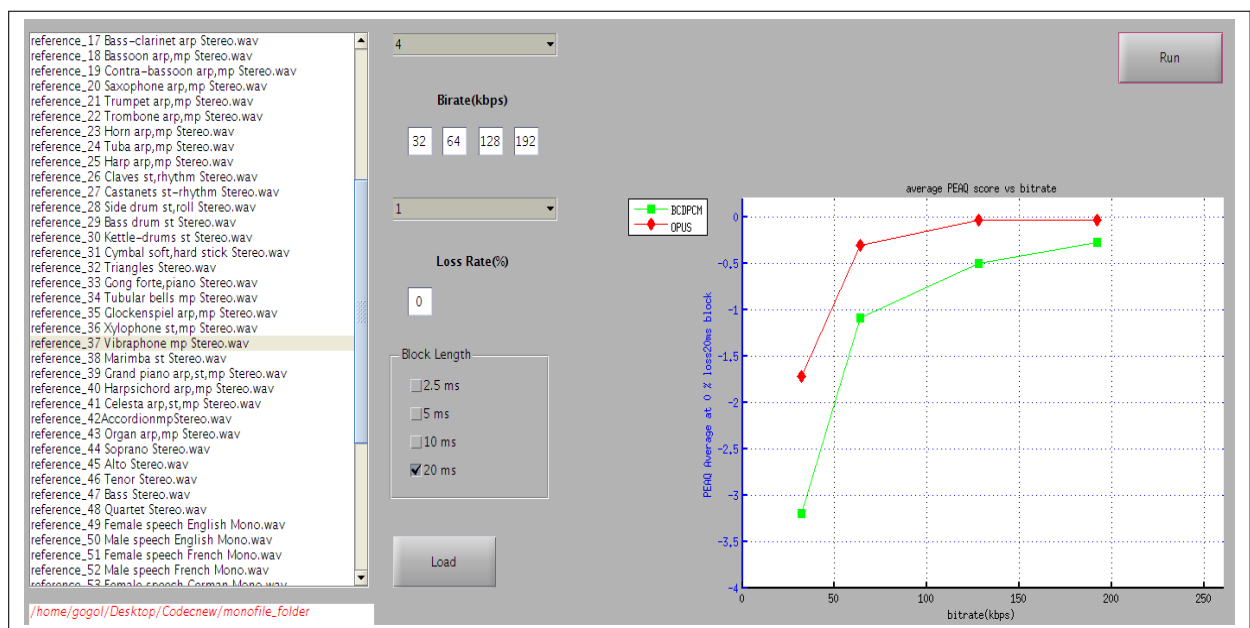 reference_17 Bass-clarinet arp Stereo.wav
reference_18 Bassoon arp,mp Stereo.wav
reference_19 Contra-bassoon arp,mp Stereo.wav
reference_20 Saxophone arp,mp Stereo.wav
reference_21 Trumpet arp,mp Stereo.wav
reference_22 Trombone arp,mp Stereo.wav
reference_23 Horn arp,mp Stereo.wav
reference_24 Tuba arp,mp Stereo.wav
reference_25 Harp arp,mp Stereo.wav
reference_26 Claves st,rhythm Stereo.wav
reference_27 Castanets st-rhythm Stereo.wav
reference_28 Side drum st,roll Stereo.wav
reference_29 Bass drum st Stereo.wav
reference_30 Kettle-drums st Stereo.wav
reference_31 Cymbal soft,hard stick Stereo.wav
reference_32 Triangles Stereo.wav
reference_33 Gong forte,piano Stereo.wav
reference_34 Tubular bells mp Stereo.wav
reference_35 Glockenspiel arp,mp Stereo.wav
reference_36 Xylophone st,mp Stereo.wav
reference_37 Vibraphone mp Stereo.wav
reference_38 Marimba st Stereo.wav
reference_39 Grand piano arp,st,mp Stereo.wav
reference_40 Harpsichord arp,mp Stereo.wav
reference_41 Celesta arp,st,mp Stereo.wav
reference_42AccordionmpStereo.wav
reference_43 Organ arp,mp Stereo.wav
reference_44 Soprano Stereo.wav
reference_45 Alto Stereo.wav
reference_46 Tenor Stereo.wav
reference_47 Bass Stereo.wav
reference_48 Quartet Stereo.wav
reference_49 Female speech English Mono.wav
reference_50 Male speech English Mono.wav
reference_51 Female speech French Mono.wav
reference_52 Male speech French Mono.wav
reference_53 Female speech German Mono.wav
/home/gogol/Desktop/Codecnew/monofile_folder
4
Birate(kbps)
32 64 128 192
1
Loss Rate(%)
0
Block Length
2.5 ms
5 ms
10 ms
20 ms
Load
Run
average PEAQ score vs bitrate
BCDPCM
OPUS
PEAQ Average at 0 % loss20ms block
0
-0.5
-1
-1.5
-2
-2.5
-3
-3.5
-4
0 50 100 150 200 250
bitrate(kbps)